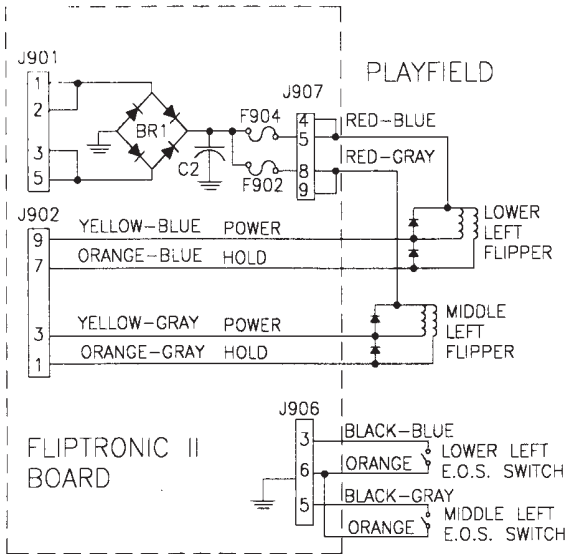 J901
1
2
3
5
BR1
C2
F904
F902
J907
4
5
8
9
PLAYFIELD
RED-BLUE
RED-GRAY
J902
9
YELLOW-BLUE POWER
7
ORANGE-BLUE HOLD
3
YELLOW-GRAY POWER
1
ORANGE-GRAY HOLD
LOWER
LEFT
FLIPPER
MIDDLE
LEFT
FLIPPER
FLIPTRONIC II
BOARD
J906
3
6
5
BLACK-BLUE
ORANGE
LOWER LEFT
E.O.S. SWITCH
BLACK-GRAY
ORANGE
MIDDLE LEFT
E.O.S. SWITCH